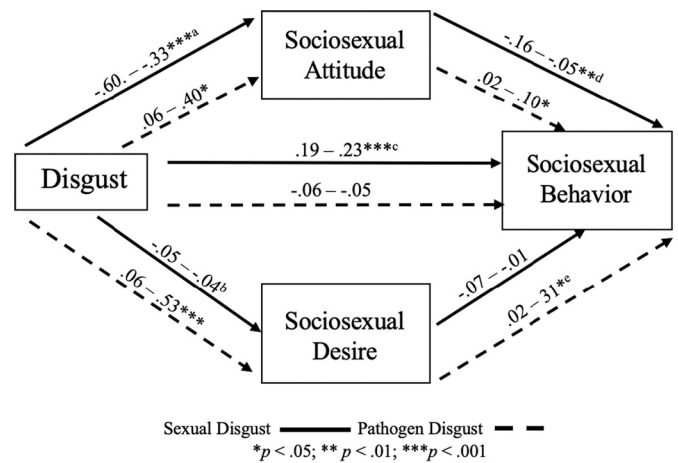 Sociosexual
Attitude
-.60. – -.33***a
.06 – .40*
-.16 – -.05**d
.02 – .10*
Disgust
.19 – .23***c
-.06 – -.05
Sociosexual
Behavior
-.05 – -.04b
.06 – .53***
Sociosexual
Desire
-.07 – -.01
.02 – 31*e
Sexual Disgust
Pathogen Disgust
*p < .05; ** p < .01; ***p < .001